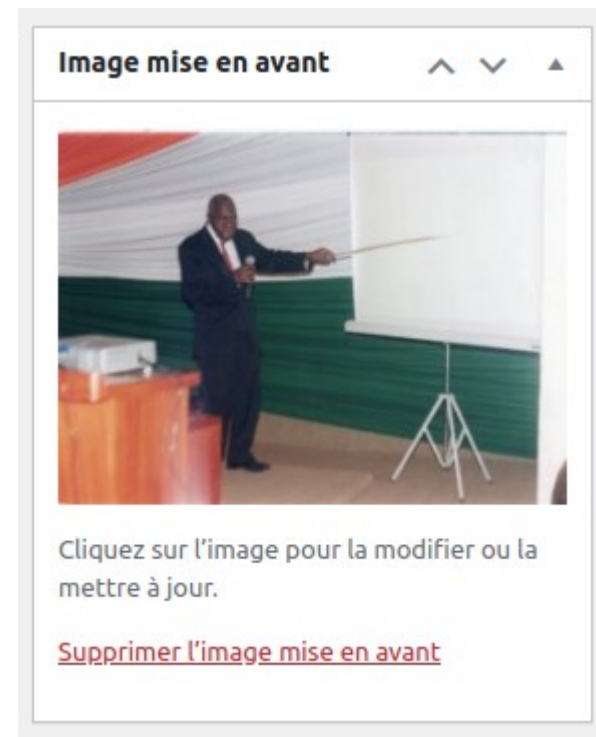 Image mise en avant
Cliquez sur l’image pour la modifier ou la
mettre à jour.
Supprimer l’image mise en avant